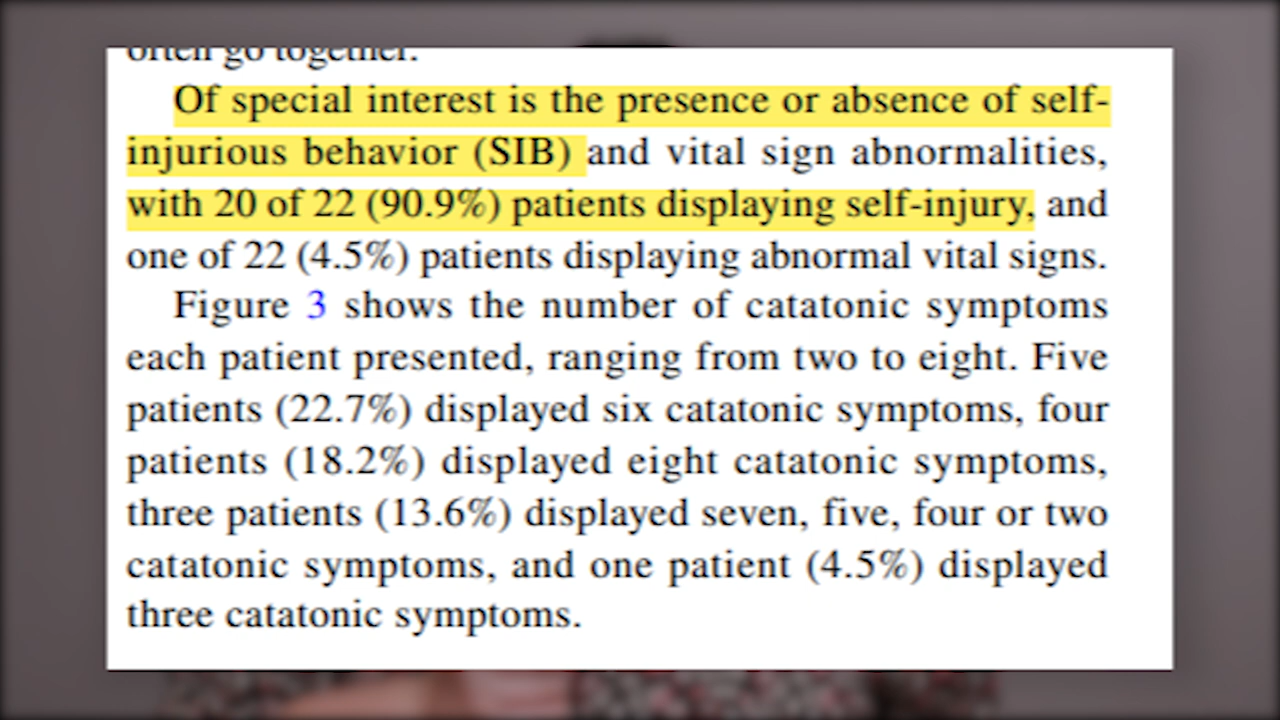 often go together.
Of special interest is the presence or absence of self-
injurious behavior (SIB) and vital sign abnormalities,
with 20 of 22 (90.9%) patients displaying self-injury, and
one of 22 (4.5%) patients displaying abnormal vital signs.
Figure 3 shows the number of catatonic symptoms
each patient presented, ranging from two to eight. Five
patients (22.7%) displayed six catatonic symptoms, four
patients (18.2%) displayed eight catatonic symptoms,
three patients (13.6%) displayed seven, five, four or two
catatonic symptoms, and one patient (4.5%) displayed
three catatonic symptoms.